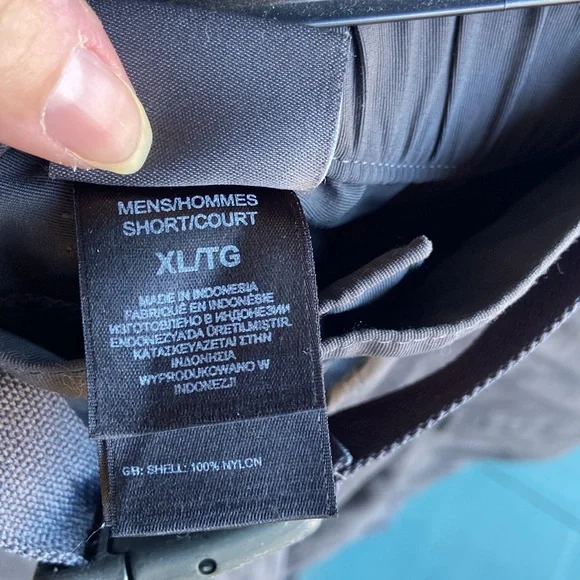 MENS/HOMMES
SHORT/COURT
XL/TG
MADE IN INDONESIA
FABRIQUÉ EN INDONÉSIE
ИЗГОТОВЛЕНО В ИНДОНЕЗИИ
ENDONEZYA'DA ÜRETILMISTIR.
ΚΑΤΑΣΚΕΥΑΖΕΤΑΙ ΣΤΗΝ
ΙΝΔΟΝΗΣΙΑ
WYPRODUKOWANO W
INDONEZJI
GB: SHELL: 100% NYLON